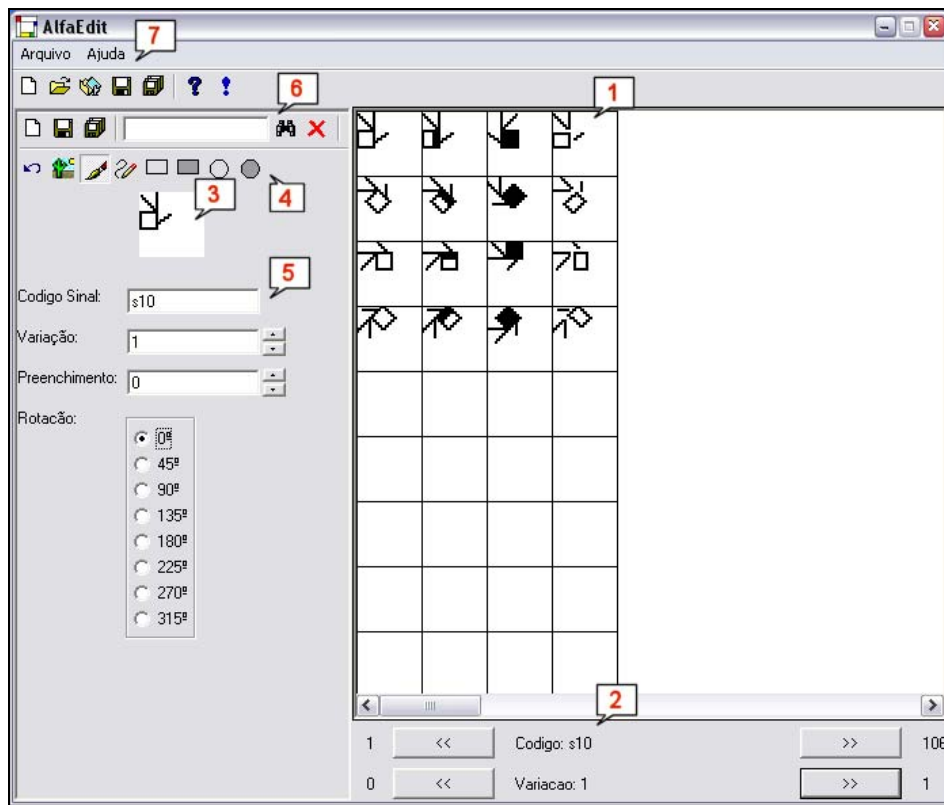 AlfaEdit
7
Arquivo Ajuda
6
1
3
4
5
Codigo Sinal: s10
Variação: 1
Preenchimento: 0
Rotacão:
0º
45º
90º
135º
180º
225º
270º
315º
2
1 << Codigo: s10 >>
0 << Variacao: 1 >> 1